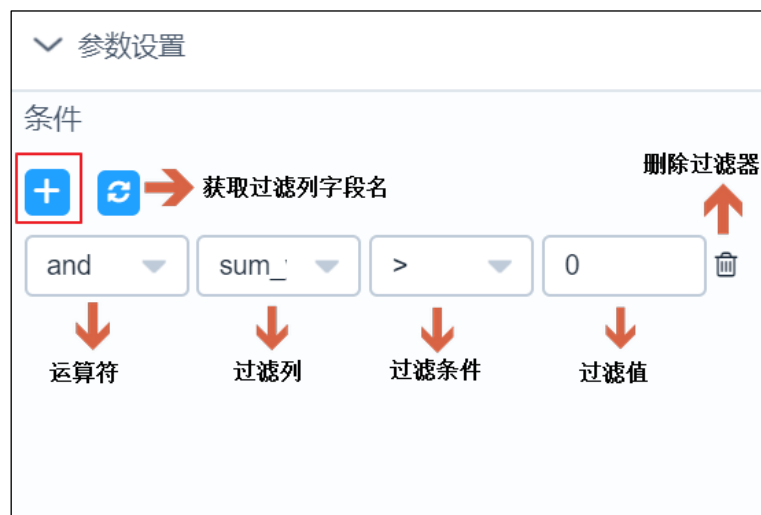 参数设置
条件
删除过滤器
获取过滤列字段名
and sum_ > 0
运算符 过滤列 过滤条件 过滤值